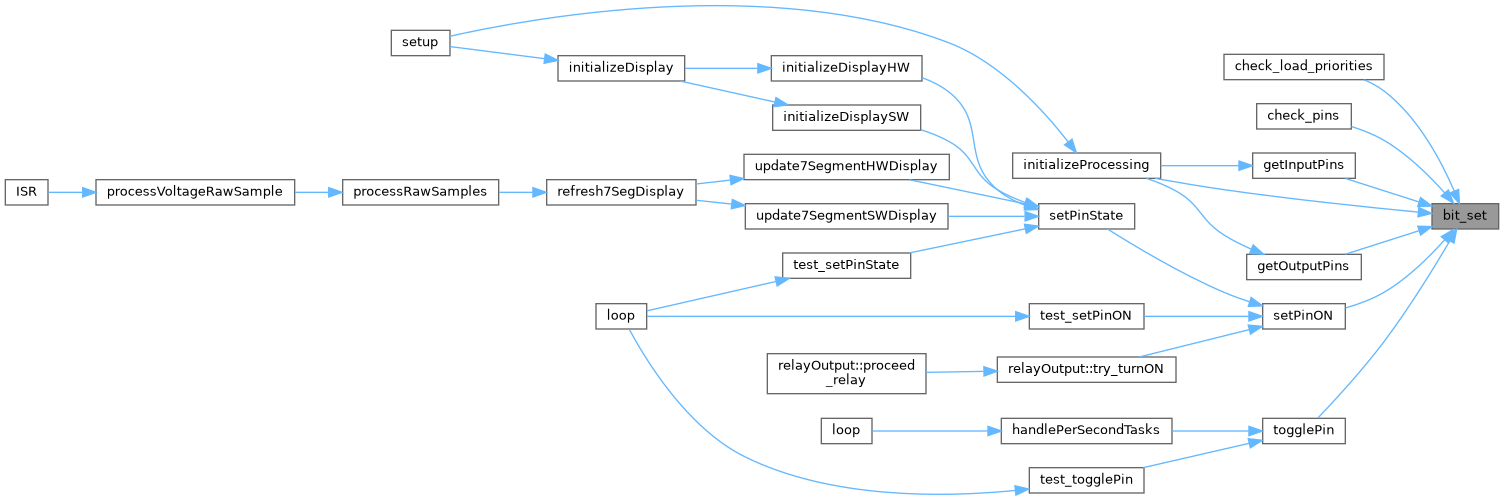 setup
initializeDisplay
initializeDisplayHW
check_load_priorities
initializeDisplaySW
check_pins
update7SegmentHWDisplay
initializeProcessing
getInputPins
ISR
processVoltageRawSample
processRawSamples
refresh7SegDisplay
update7SegmentSWDisplay
setPinState
bit_set
test_setPinState
getOutputPins
loop
test_setPinON
setPinON
relayOutput::proceed
_relay
relayOutput::try_turnON
loop
handlePerSecondTasks
togglePin
test_togglePin